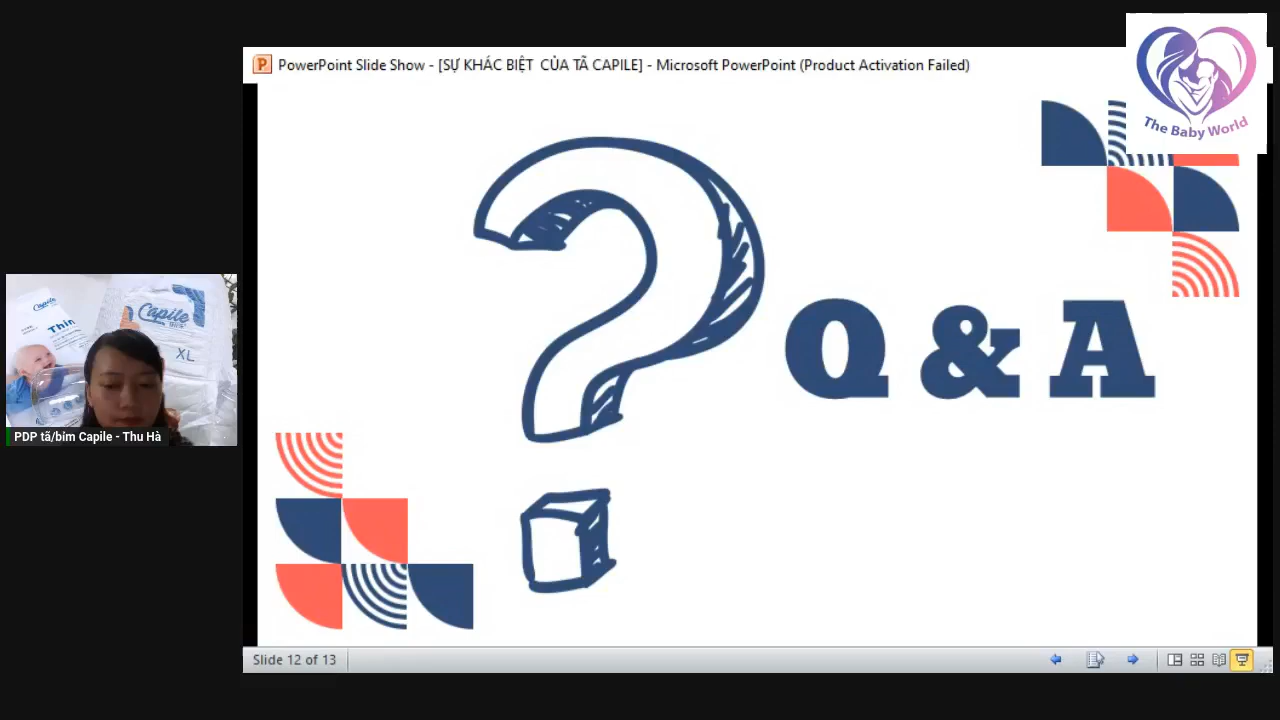 PowerPoint Slide Show - [SỰ KHÁC BIỆT CỦA TÃ CAPILE] - Microsoft PowerPoint (Product Activation Failed)
The Baby World
Q & A
Capile
Thin
Capile
XL
PDP tã/bỉm Capile - Thu Hà
Slide 12 of 13